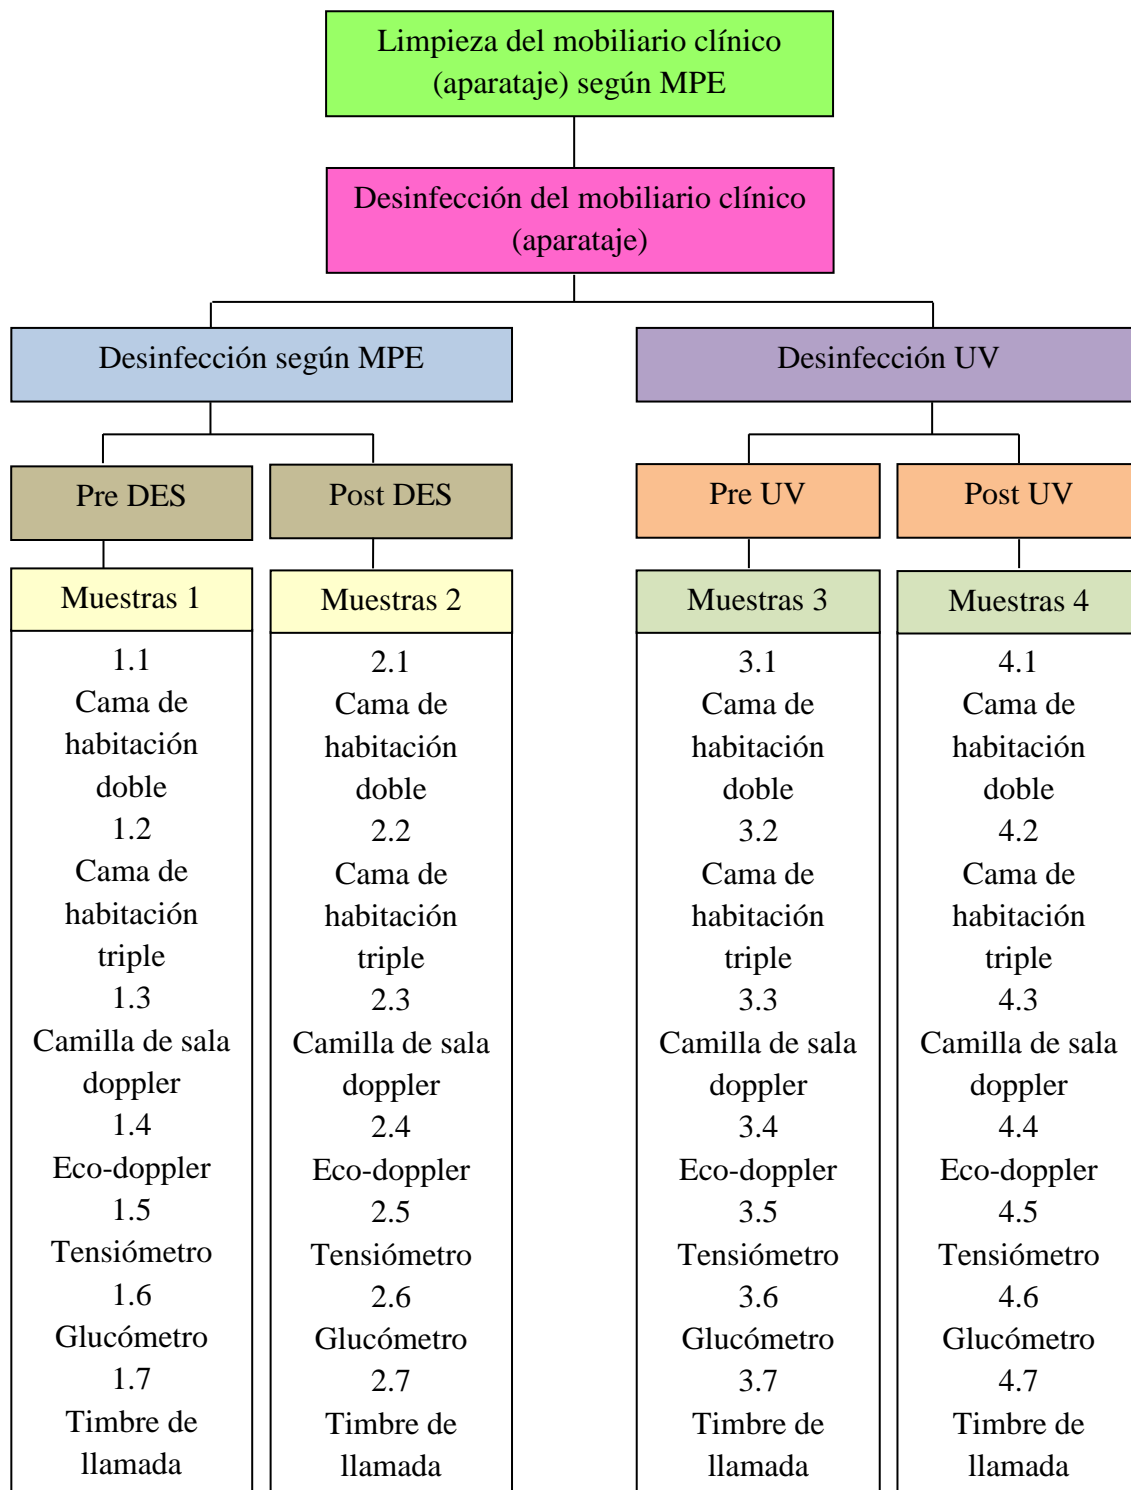 Limpieza del mobiliario clínico
(aparataje) según MPE
Desinfección del mobiliario clínico
(aparataje)
Desinfección según MPE
Desinfección UV
Pre DES
Post DES
Pre UV
Post UV
Muestras 1
1.1
Cama de
habitación
doble
1.2
Cama de
habitación
triple
1.3
Camilla de sala
doppler
1.4
Eco-doppler
1.5
Tensiómetro
1.6
Glucómetro
1.7
Timbre de
llamada
Muestras 2
2.1
Cama de
habitación
doble
2.2
Cama de
habitación
triple
2.3
Camilla de sala
doppler
2.4
Eco-doppler
2.5
Tensiómetro
2.6
Glucómetro
2.7
Timbre de
llamada
Muestras 3
3.1
Cama de
habitación
doble
3.2
Cama de
habitación
triple
3.3
Camilla de sala
doppler
3.4
Eco-doppler
3.5
Tensiómetro
3.6
Glucómetro
3.7
Timbre de
llamada
Muestras 4
4.1
Cama de
habitación
doble
4.2
Cama de
habitación
triple
4.3
Camilla de sala
doppler
4.4
Eco-doppler
4.5
Tensiómetro
4.6
Glucómetro
4.7
Timbre de
llamada